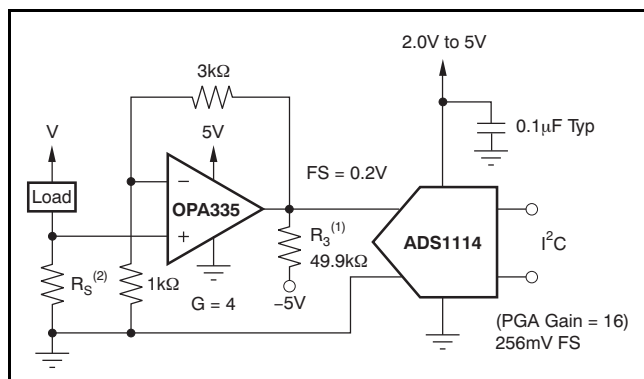 2.0V to 5V
3kΩ
V
5V
0.1µF Typ
Load
FS = 0.2V
−
OPA335
+
R3(1)
ADS1114
I2C
RS(2)
1kΩ
49.9kΩ
G = 4
−5V
(PGA Gain = 16)
256mV FS